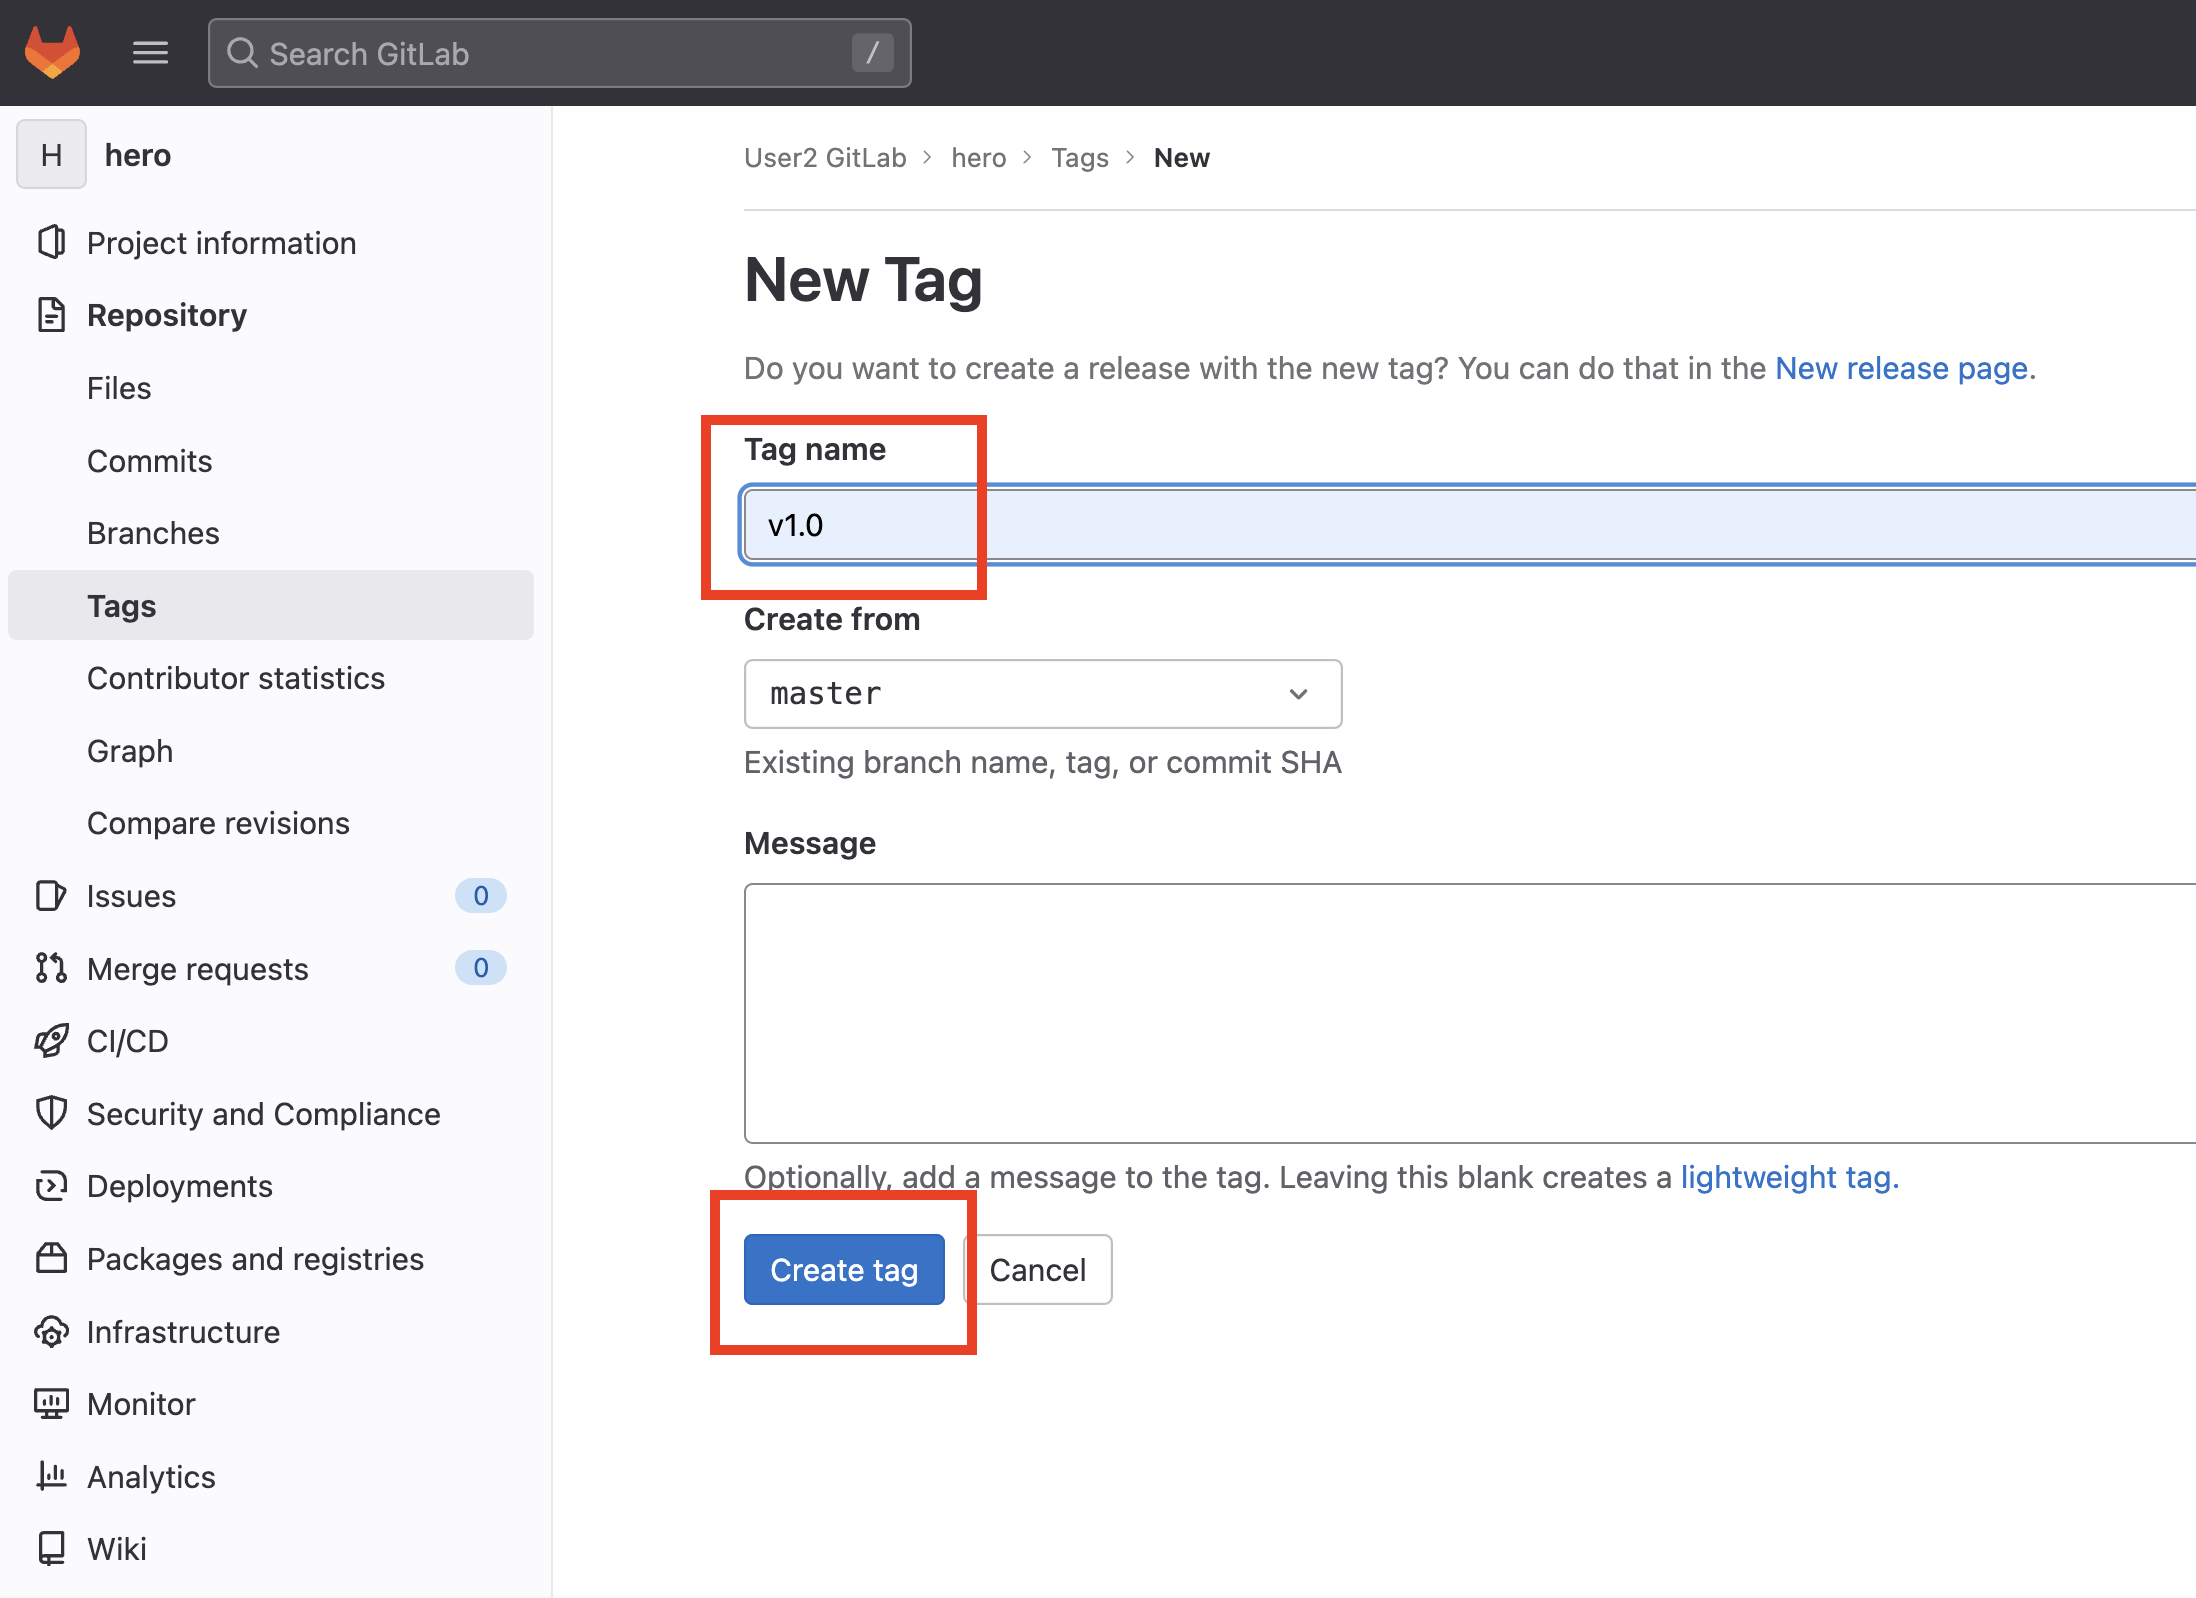 Search GitLab /
H hero
Project information
Repository
Files
Commits
Branches
Tags
Contributor statistics
Graph
Compare revisions
Issues 0
Merge requests 0
CI/CD
Security and Compliance
Deployments
Packages and registries
Infrastructure
Monitor
Analytics
Wiki
User2 GitLab > hero > Tags > New
New Tag
Do you want to create a release with the new tag? You can do that in the New release page.
Tag name
v1.0
Create from
master
Existing branch name, tag, or commit SHA
Message
Optionally, add a message to the tag. Leaving this blank creates a lightweight tag.
Create tag Cancel